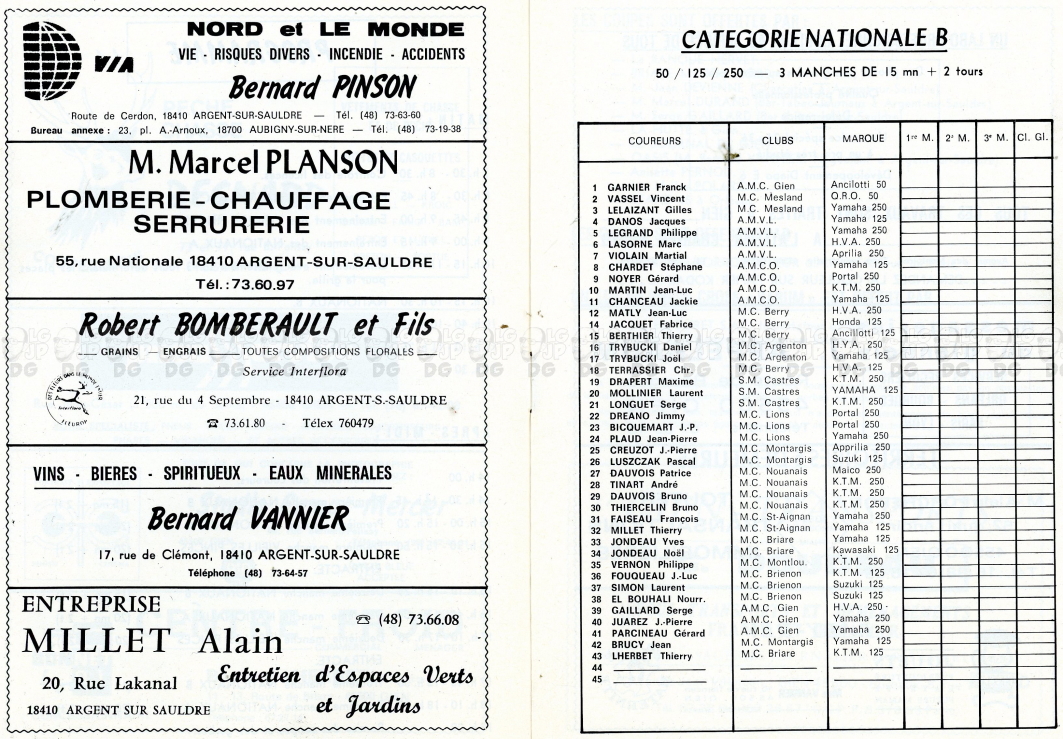 NORD et LE MONDE
VIA
VIE - RISQUES DIVERS - INCENDIE - ACCIDENTS
Bernard PINSON
Route de Cerdon, 18410 ARGENT-SUR-SAULDRE — Tél. (48) 73-63-60
Bureau annexe : 23, pl. A.-Arnoux, 18700 AUBIGNY-SUR-NERE — Tél. (48) 73-19-38
M. Marcel PLANSON
PLOMBERIE - CHAUFFAGE
SERRURERIE
55, rue Nationale 18410 ARGENT-SUR-SAULDRE
Tél. : 73.60.97
Robert BOMBERAULT et Fils
GRAINS — ENGRAIS — TOUTES COMPOSITIONS FLORALES
Service Interflora
Interflora
21, rue du 4 Septembre - 18410 ARGENT-S.-SAULDRE
☎ 73.61.80 - Télex 760479
VINS - BIERES - SPIRITUEUX - EAUX MINERALES
Bernard VANNIER
17, rue de Clémont, 18410 ARGENT-SUR-SAULDRE
Téléphone (48) 73-64-57
ENTREPRISE
☎ (48) 73.66.08
MILLET Alain
20, Rue Lakanal
Entretien d'Espaces Verts
et Jardins
18410 ARGENT SUR SAULDRE
CATEGORIE NATIONALE B
50 / 125 / 250 — 3 MANCHES DE 15 mn + 2 tours
COUREURS CLUBS MARQUE 1re M. 2e M. 3e M. Cl. Gl.
1 GARNIER Franck A.M.C. Gien Ancilotti 50
2 VASSEL Vincent M.C. Mesland O.R.O. 50
3 LELAIZANT Gilles M.C. Mesland Yamaha 250
4 DANOS Jacques A.M.V.L. Yamaha 125
5 LEGRAND Philippe A.M.V.L. Yamaha 250
6 LASORNE Marc A.M.V.L. H.V.A. 250
7 VIOLAIN Martial A.M.V.L. Aprilia 250
8 CHARDET Stéphane A.M.C.O. Yamaha 125
9 NOYER Gérard A.M.C.O. Portal 250
10 MARTIN Jean-Luc A.M.C.O. K.T.M. 250
11 CHANCEAU Jackie A.M.C.O. Yamaha 125
12 MATLY Jean-Luc M.C. Berry H.V.A. 250
14 JACQUET Fabrice M.C. Berry Honda 125
15 BERTHIER Thierry M.C. Berry Ancillotti 125
16 TRYBUCKI Daniel M.C. Argenton H.Y.A. 250
17 TRYBUCKI Joël M.C. Argenton Yamaha 125
18 TERRASSIER Chr. M.C. Berry H.V.A. 125
19 DRAPERT Maxime S.M. Castres K.T.M. 250
20 MOLLINIER Laurent S.M. Castres YAMAHA 125
21 LONGUET Serge S.M. Castres K.T.M. 250
22 DREANO Jimmy M.C. Lions Portal 250
23 BICQUEMART J.-P. M.C. Lions Portal 250
24 PLAUD Jean-Pierre M.C. Lions Yamaha 250
25 CREUZOT J.-Pierre M.C. Montargis Apprilia 250
26 LUSZCZAK Pascal M.C. Montargis Suzuki 125
27 DAUVOIS Patrice M.C. Nouanais Maico 250
28 TINART André M.C. Nouanais K.T.M. 250
29 DAUVOIS Bruno M.C. Nouanais K.T.M. 250
30 THIERCELIN Bruno M.C. Nouanais K.T.M. 250
31 FAISEAU François M.C. St-Aignan Yamaha 250
32 MILLET Thierry M.C. St-Aignan Yamaha 125
33 JONDEAU Yves M.C. Briare Yamaha 125
34 JONDEAU Noël M.C. Briare Kawasaki 125
35 VERNON Philippe M.C. Montlou. K.T.M. 250
36 FOUQUEAU J.-Luc M.C. Brienon K.T.M. 125
37 SIMON Laurent M.C. Brienon Suzuki 125
38 EL BOUHALI Nourr. M.C. Brienon Suzuki 125
39 GAILLARD Serge A.M.C. Gien H.V.A. 250
40 JUAREZ J.-Pierre A.M.C. Gien Yamaha 250
41 PARCINEAU Gérard A.M.C. Gien Yamaha 250
42 BRUCY Jean M.C. Montargis Yamaha 125
43 LHERBET Thierry M.C. Briare K.T.M. 125
44
45